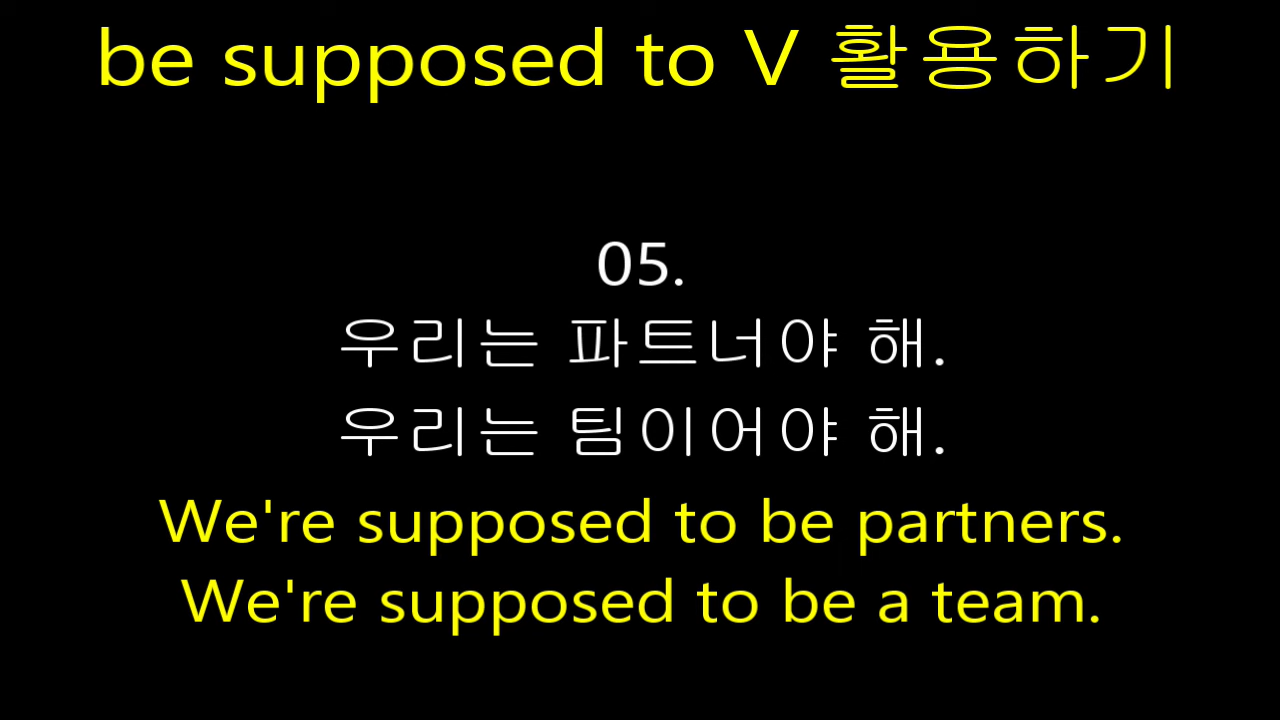 be supposed to V 활용하기
05.
우리는 파트너야 해.
우리는 팀이어야 해.
We're supposed to be partners.
We're supposed to be a team.